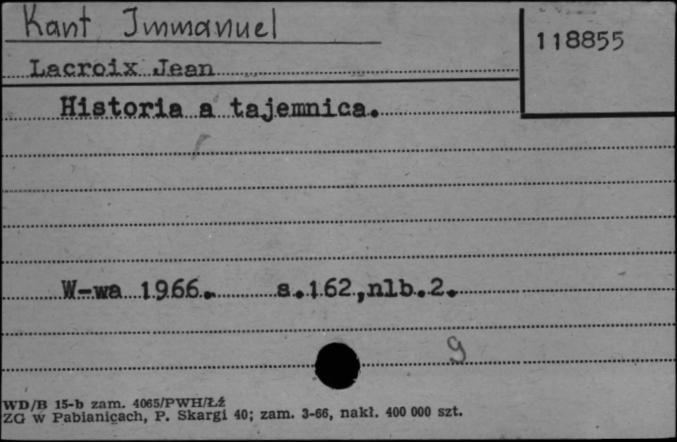 Kant Immanuel
118855
Lacroix Jean
Historia a tajemnica.
W-wa 1966. s.162,nlb.2.
g
WD/B 15-b zam. 4065/PWH/Łź
ZG w Pabianicach, P. Skargi 40; zam. 3-66, nakł. 400 000 szt.